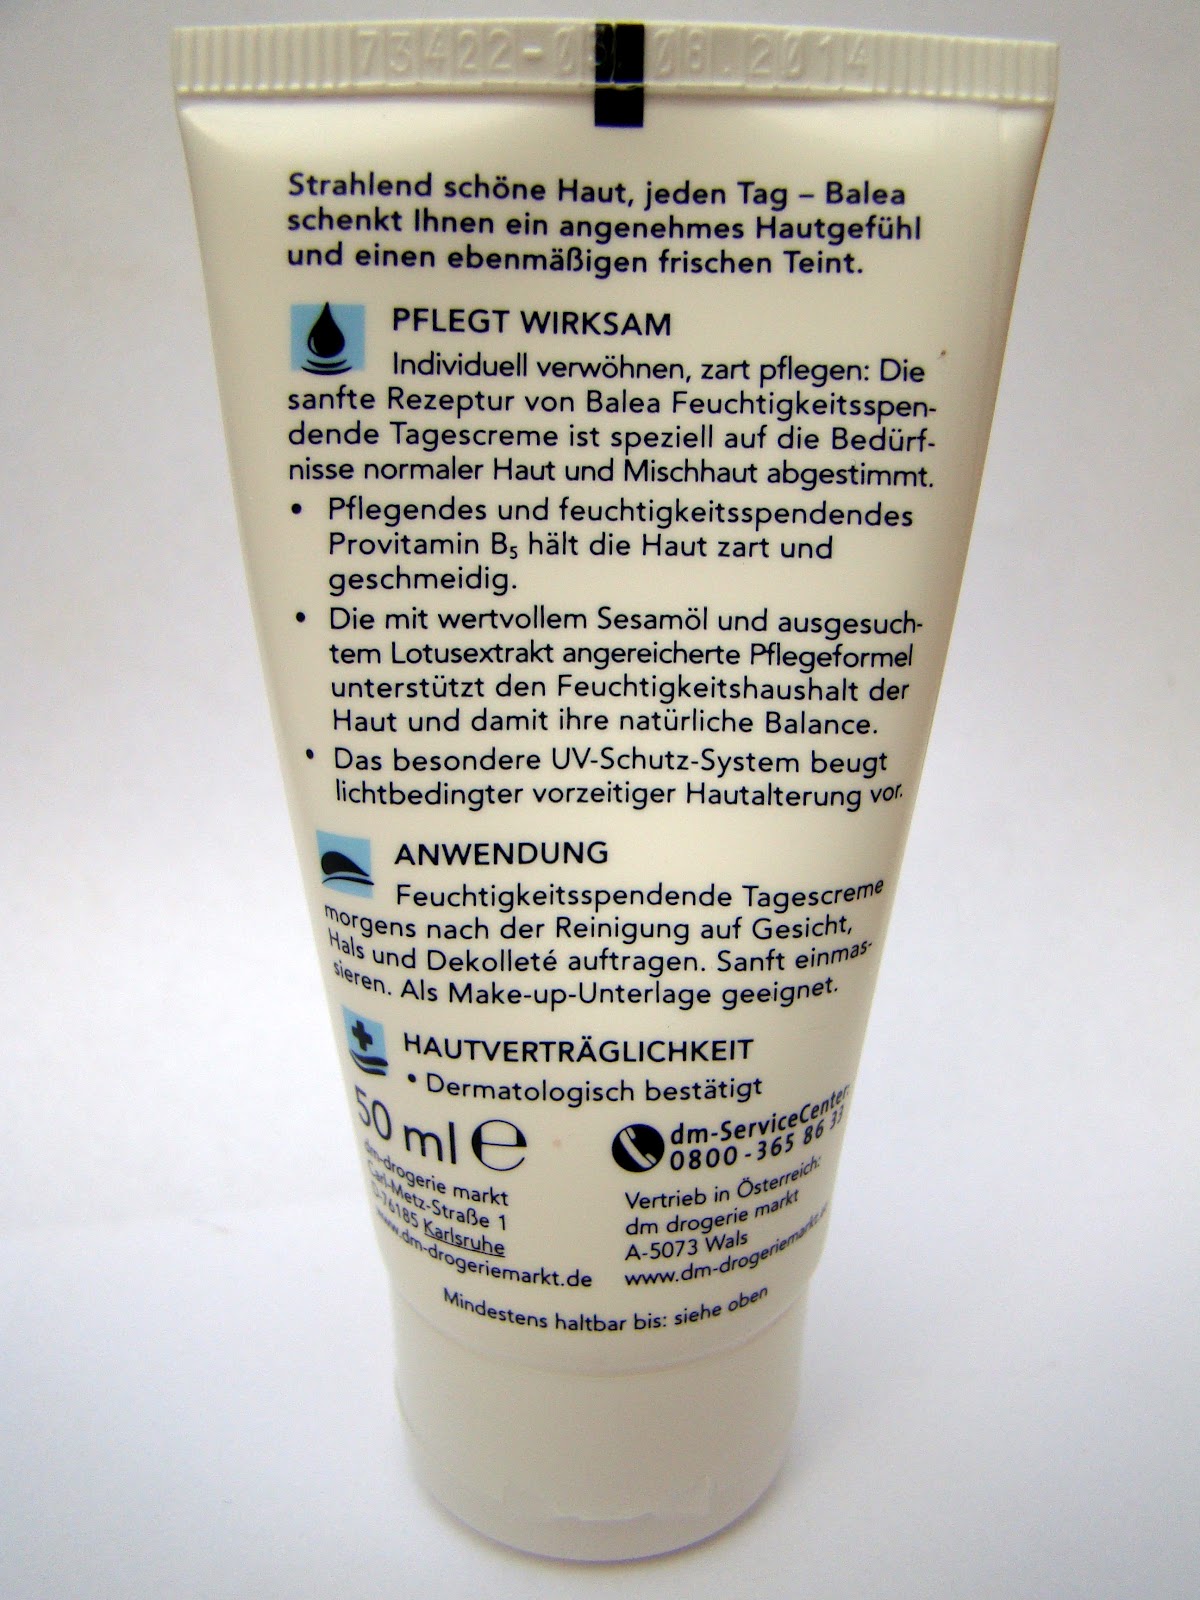 73422-05 08.2014
Strahlend schöne Haut, jeden Tag – Balea
schenkt Ihnen ein angenehmes Hautgefühl
und einen ebenmäßigen frischen Teint.
PFLEGT WIRKSAM
Individuell verwöhnen, zart pflegen: Die
sanfte Rezeptur von Balea Feuchtigkeitsspen-
dende Tagescreme ist speziell auf die Bedürf-
nisse normaler Haut und Mischhaut abgestimmt.
• Pflegendes und feuchtigkeitsspendendes
Provitamin B₅ hält die Haut zart und
geschmeidig.
• Die mit wertvollem Sesamöl und ausgesuch-
tem Lotusextrakt angereicherte Pflegeformel
unterstützt den Feuchtigkeitshaushalt der
Haut und damit ihre natürliche Balance.
• Das besondere UV-Schutz-System beugt
lichtbedingter vorzeitiger Hautalterung vor.
ANWENDUNG
Feuchtigkeitsspendende Tagescreme
morgens nach der Reinigung auf Gesicht,
Hals und Dekolleté auftragen. Sanft einmas-
sieren. Als Make-up-Unterlage geeignet.
HAUTVERTRÄGLICHKEIT
• Dermatologisch bestätigt
50 ml e
dm-drogerie markt
Carl-Metz-Straße 1
D-76185 Karlsruhe
www.dm-drogeriemarkt.de
dm-ServiceCenter:
0800 - 365 86 33
Vertrieb in Österreich:
dm drogerie markt
A-5073 Wals
Mindestens haltbar bis: siehe oben